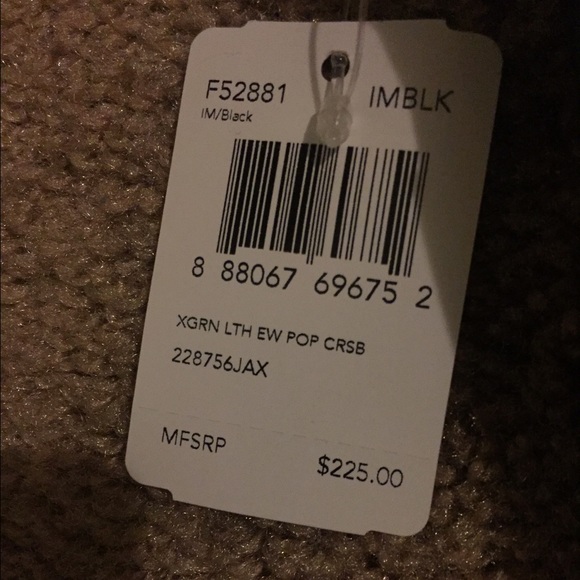 F52881 IMBLK
IM/Black
8 88067 69675 2
XGRN LTH EW POP CRSB
228756JAX
MFSRP $225.00